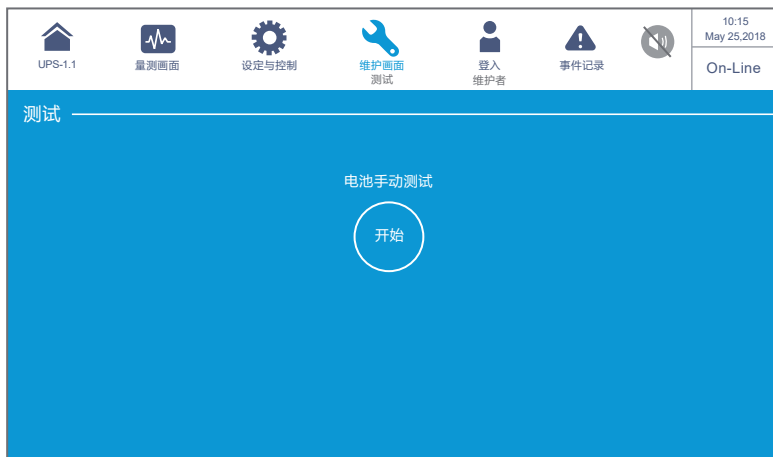 UPS-1.1
量测画面
设定与控制
维护画面
测试
登入
维护者
事件记录
10:15
May 25,2018
On-Line
测试
电池手动测试
开始